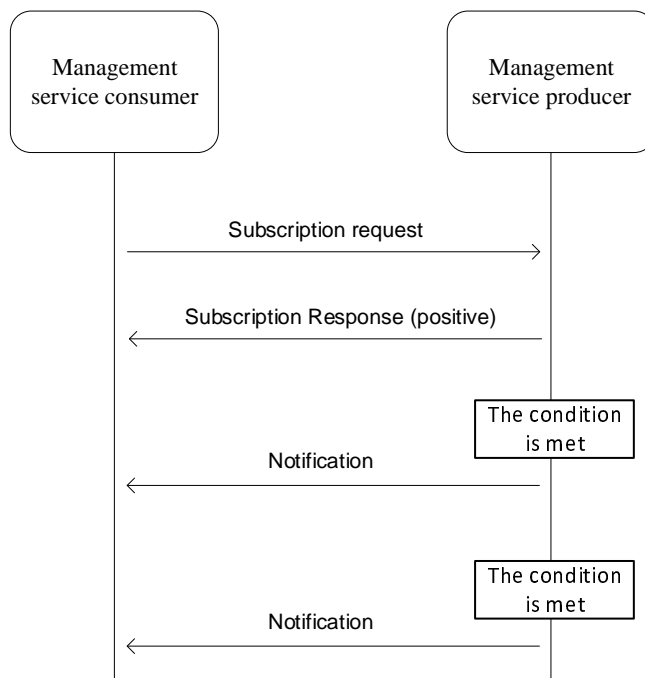 Management
service consumer
Management
service producer
Subscription request
Subscription Response (positive)
The condition
is met
Notification
The condition
is met
Notification